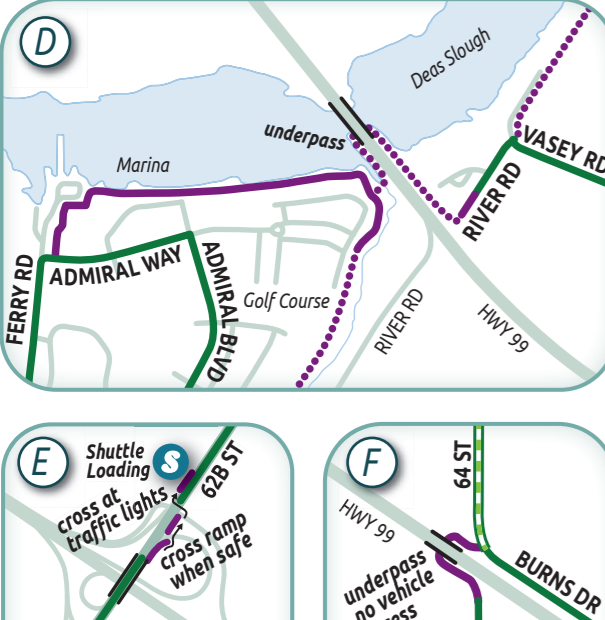 D
Deas Slough
underpass
Marina
VASEY RD
RIVER RD
ADMIRAL WAY
FERRY RD
ADMIRAL BLVD
Golf Course
RIVER RD
HWY 99
E
Shuttle
Loading
S
62B ST
cross at
traffic lights
cross ramp
when safe
F
64 ST
HWY 99
underpass
no vehicle
BURNS DR